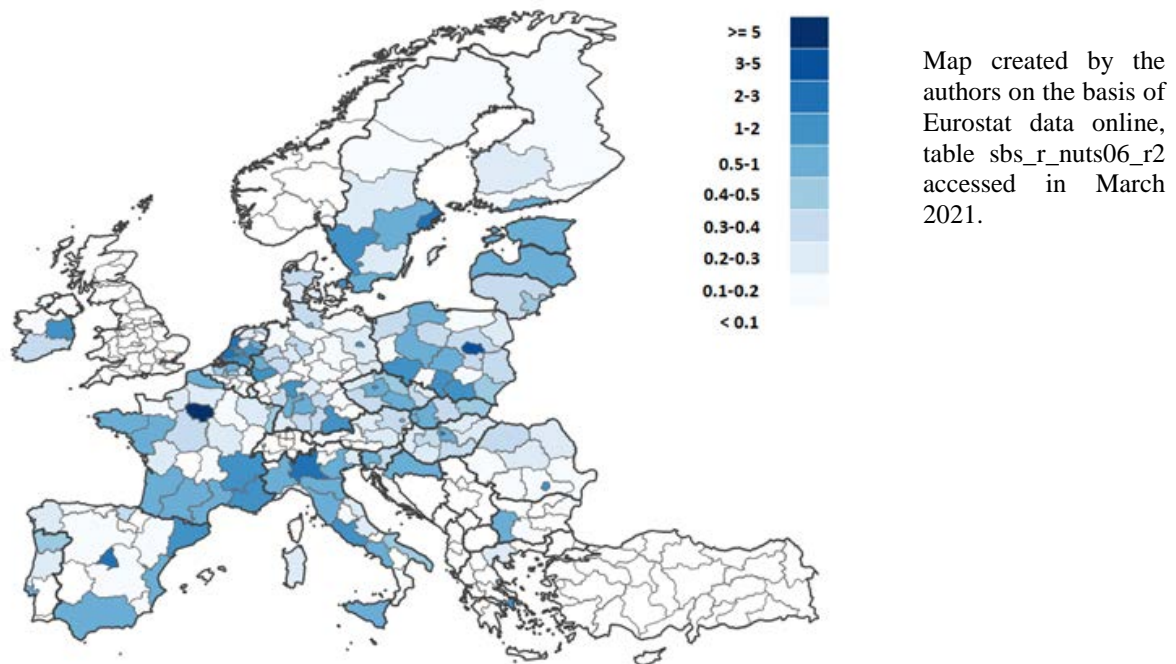 >= 5
3-5
2-3
1-2
0.5-1
0.4-0.5
0.3-0.4
0.2-0.3
0.1-0.2
< 0.1
Map created by the
authors on the basis of
Eurostat data online,
table sbs_r_nuts06_r2
accessed in March
2021.